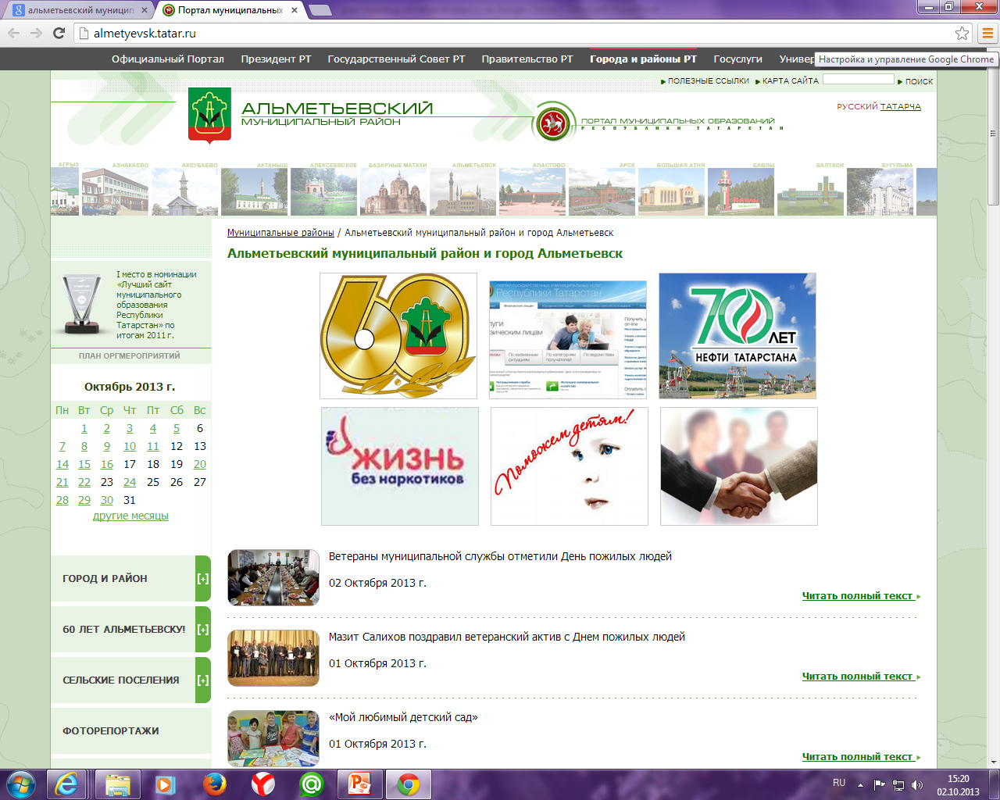 альметьевский муницип
Портал муниципальных
almetyevsk.tatar.ru
Официальный Портал Президент РТ Государственный Совет РТ Правительство РТ Города и районы РТ Госуслуги Универ
Настройка и управление Google Chrome
ПОЛЕЗНЫЕ ССЫЛКИ КАРТА САЙТА ПОИСК
РУССКИЙ ТАТАРЧА
АЛЬМЕТЬЕВСКИЙ
МУНИЦИПАЛЬНЫЙ РАЙОН
ПОРТАЛ МУНИЦИПАЛЬНЫХ ОБРАЗОВАНИЙ
РЕСПУБЛИКИ ТАТАРСТАН
АГРЫЗ АЗНАКАЕВО АКСУБАЕВО АКТАНЫШ АЛЕКСЕЕВСКОЕ БАЗАРНЫЕ МАТАКИ АЛЬМЕТЬЕВСК АПАСТОВО АРСК БОЛЬШАЯ АТНЯ БАВЛЫ БАЛТАСИ БУГУЛЬМА
Муниципальные районы / Альметьевский муниципальный район и город Альметьевск
Альметьевский муниципальный район и город Альметьевск
I место в номинации
«Лучший сайт
муниципального
образования
Республики
Татарстан» по
итогам 2011 г.
ПЛАН ОРГМЕРОПРИЯТИЙ
Октябрь 2013 г.
Пн Вт Ср Чт Пт Сб Вс
1 2 3 4 5 6
7 8 9 10 11 12 13
14 15 16 17 18 19 20
21 22 23 24 25 26 27
28 29 30 31
другие месяцы
60
Республики Татарстан
70
ЛЕТ
НЕФТИ ТАТАРСТАНА
ЖИЗНЬ
без наркотиков
Поможем детям!
ГОРОД И РАЙОН [+]
60 ЛЕТ АЛЬМЕТЬЕВСКУ! [+]
СЕЛЬСКИЕ ПОСЕЛЕНИЯ [+]
ФОТОРЕПОРТАЖИ
Ветераны муниципальной службы отметили День пожилых людей
02 Октября 2013 г.
Читать полный текст
Мазит Салихов поздравил ветеранский актив с Днем пожилых людей
01 Октября 2013 г.
Читать полный текст
«Мой любимый детский сад»
01 Октября 2013 г.
Читать полный текст
RU
15:20
02.10.2013